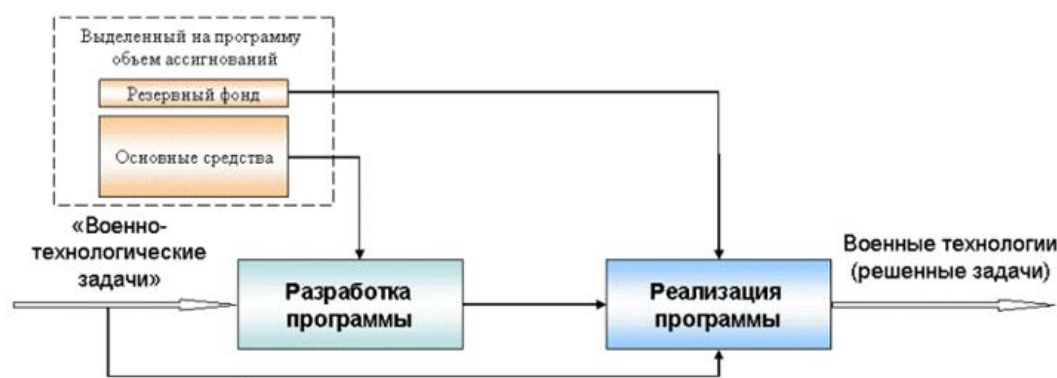 Выделенный на программу
объем ассигнований
Резервный фонд
Основные средства
«Военно-
технологические
задачи»
Разработка
программы
Реализация
программы
Военные технологии
(решенные задачи)